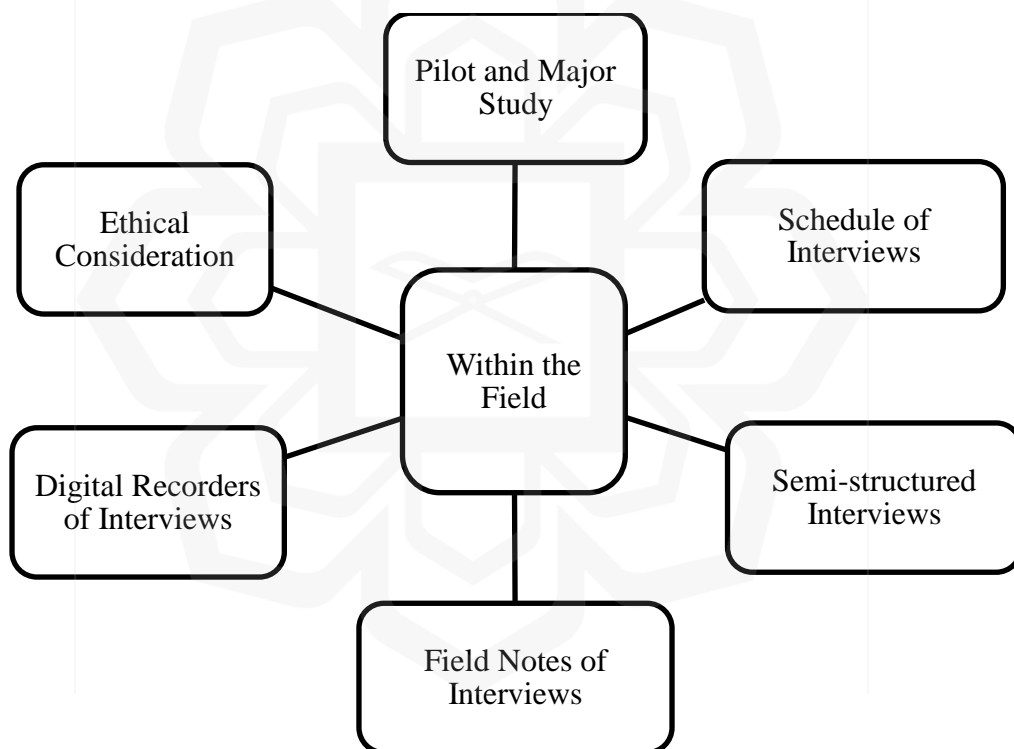 Pilot and Major
Study
Ethical
Consideration
Schedule of
Interviews
Within the
Field
Digital Recorders
of Interviews
Semi-structured
Interviews
Field Notes of
Interviews